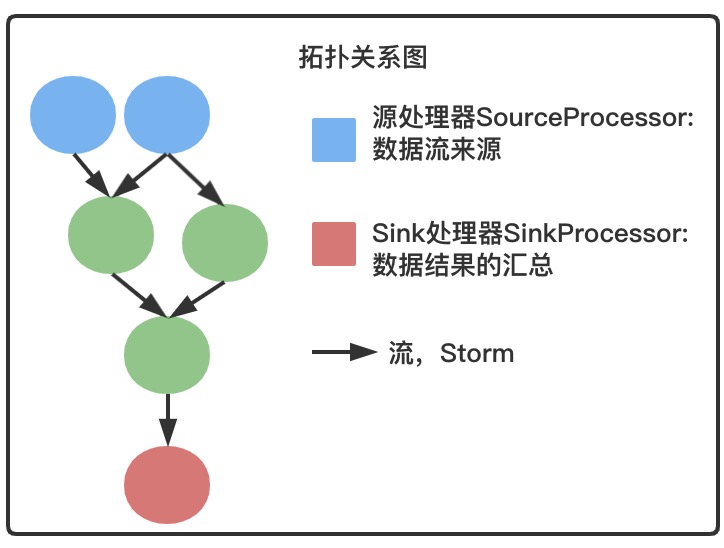 拓扑关系图
源处理器SourceProcessor:
数据流来源
Sink处理器SinkProcessor:
数据结果的汇总
流，Storm